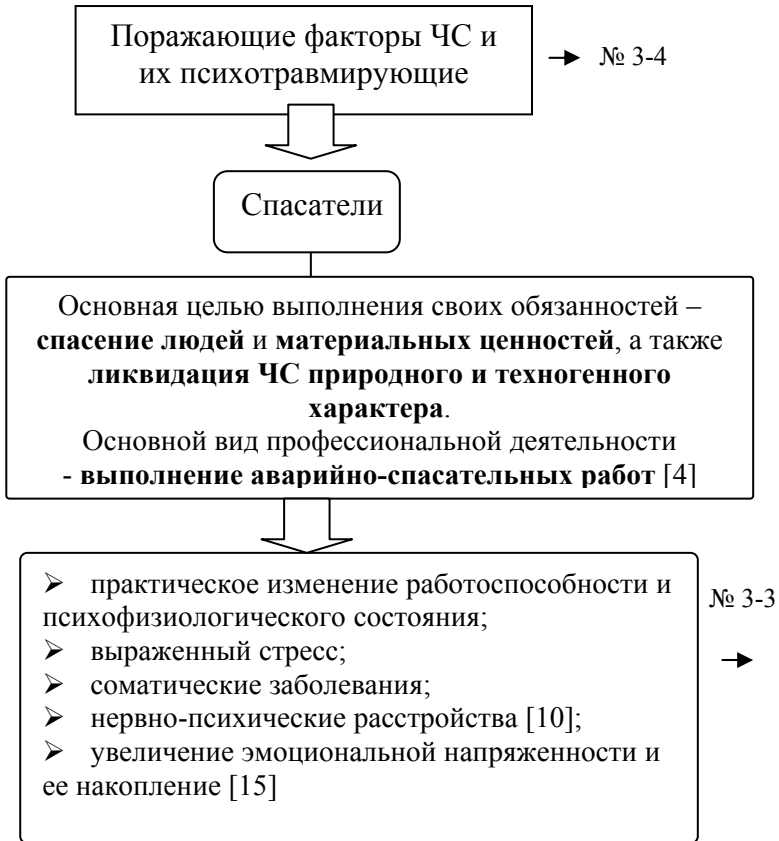 Поражающие факторы ЧС и
их психотравмирующие
→ № 3-4
Спасатели
Основная целью выполнения своих обязанностей –
спасение людей и материальных ценностей, а также
ликвидация ЧС природного и техногенного
характера.
Основной вид профессиональной деятельности
- выполнение аварийно-спасательных работ [4]
➢ практическое изменение работоспособности и
психофизиологического состояния;
➢ выраженный стресс;
➢ соматические заболевания;
➢ нервно-психические расстройства [10];
➢ увеличение эмоциональной напряженности и
ее накопление [15]
№ 3-3
→